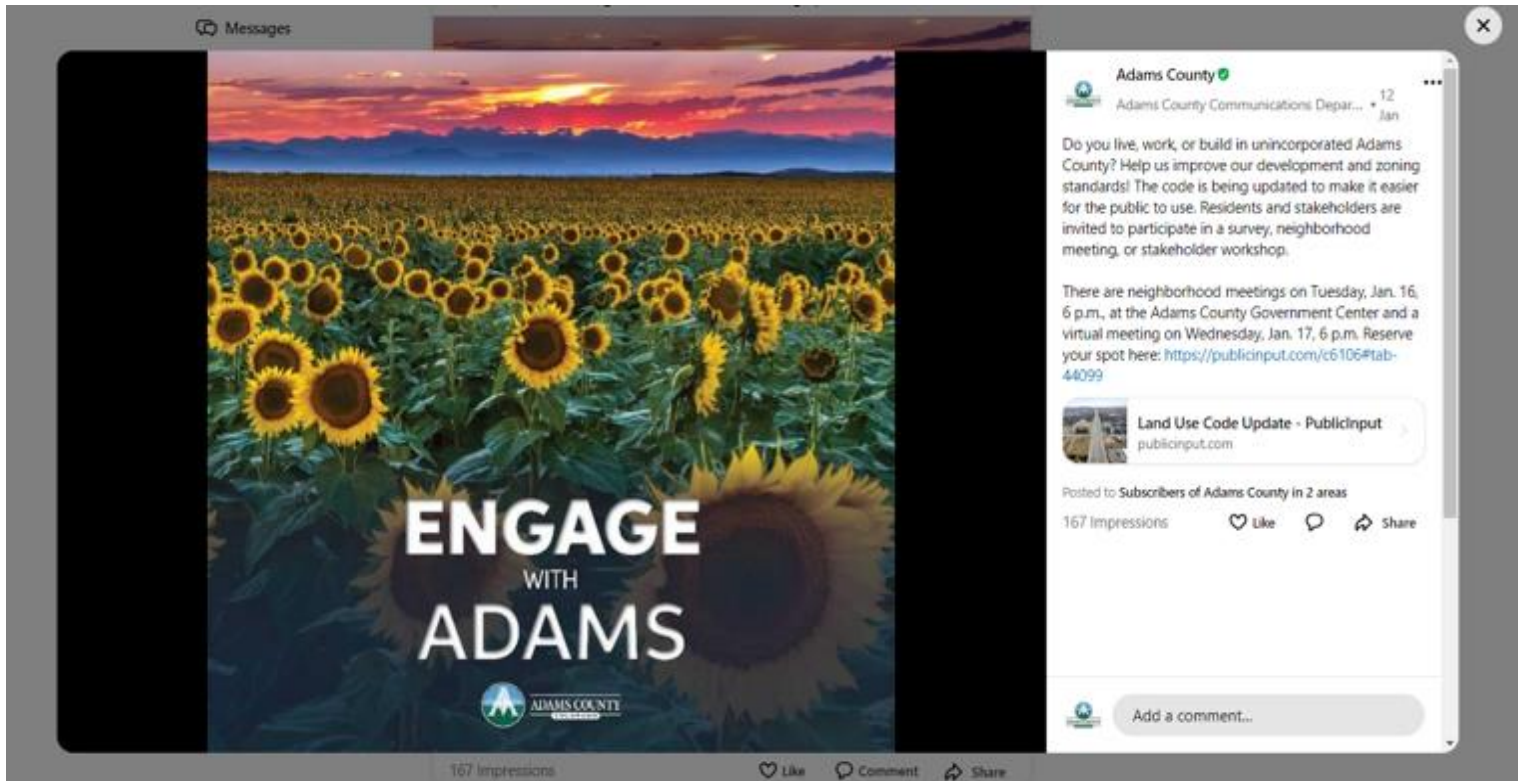 Messages
ENGAGE
WITH
ADAMS
ADAMS COUNTY
Adams County
Adams County Communications Depar... • 12
Jan
Do you live, work, or build in unincorporated Adams
County? Help us improve our development and zoning
standards! The code is being updated to make it easier
for the public to use. Residents and stakeholders are
invited to participate in a survey, neighborhood
meeting, or stakeholder workshop.
There are neighborhood meetings on Tuesday, Jan. 16,
6 p.m., at the Adams County Government Center and a
virtual meeting on Wednesday, Jan. 17, 6 p.m. Reserve
your spot here: https://publicinput.com/c6106#tab-
44099
Land Use Code Update - PublicInput
publicinput.com
Posted to Subscribers of Adams County in 2 areas
167 Impressions Like Share
Add a comment...
167 Impressions Like Comment Share